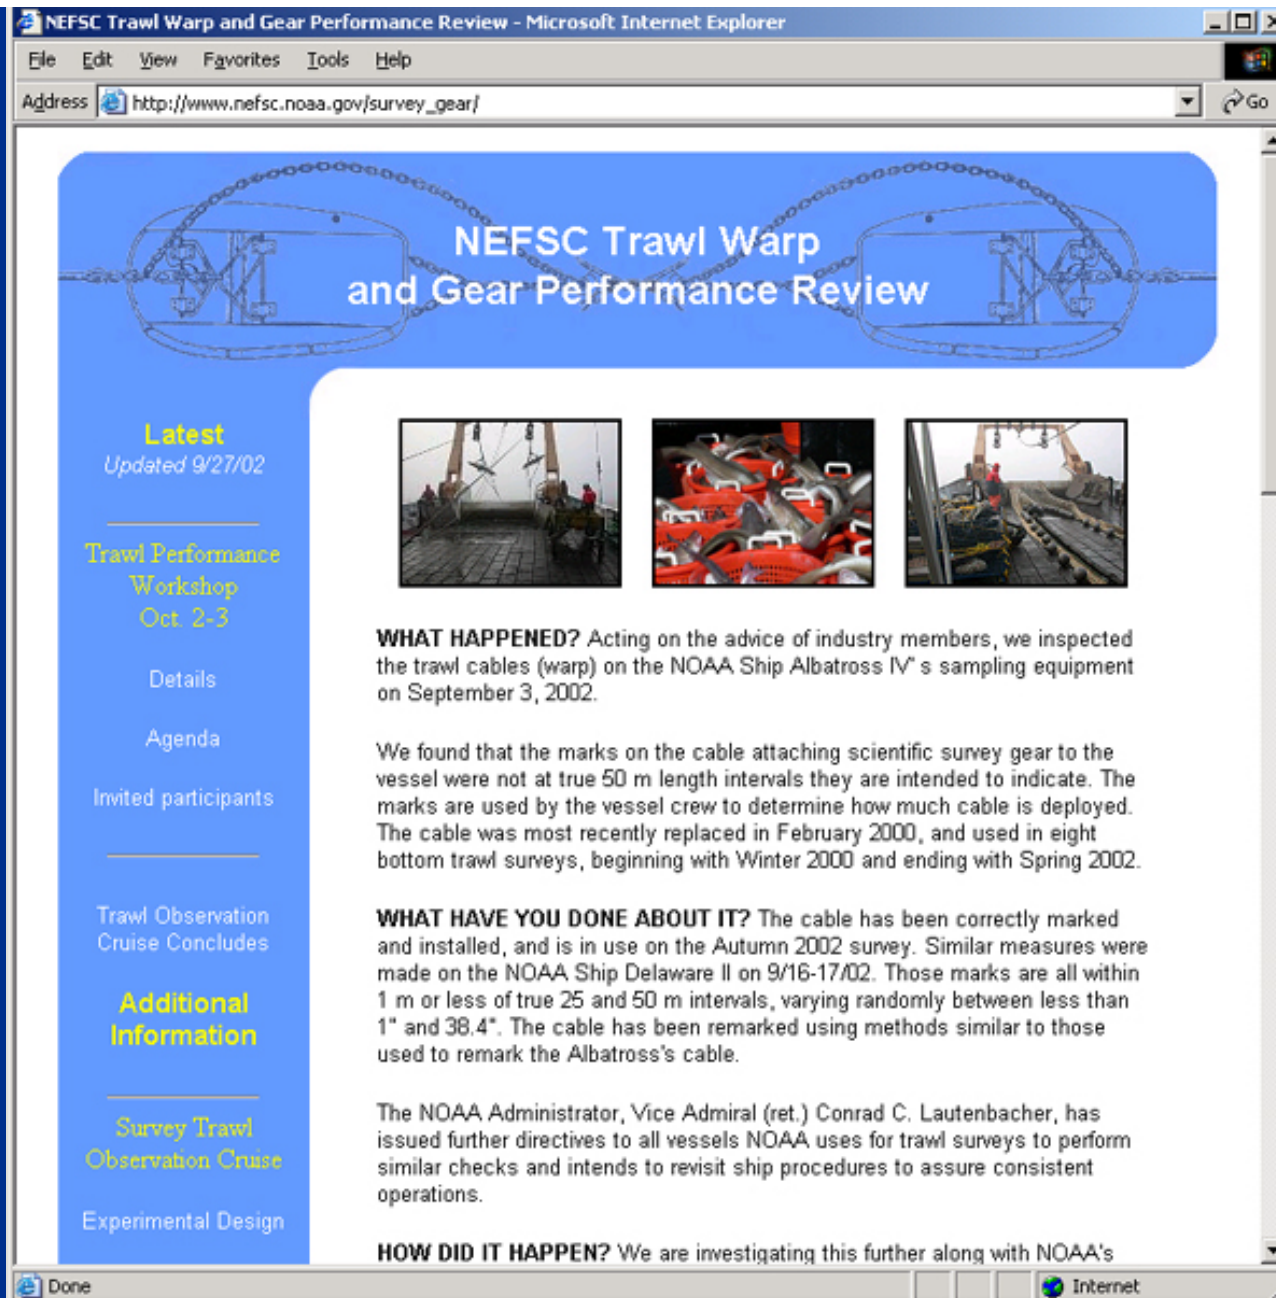 NEFSC Trawl Warp and Gear Performance Review - Microsoft Internet Explorer
File Edit View Favorites Tools Help
Address http://www.nefsc.noaa.gov/survey_gear/ Go
NEFSC Trawl Warp
and Gear Performance Review
Latest
Updated 9/27/02
Trawl Performance
Workshop
Oct. 2-3
Details
Agenda
Invited participants
Trawl Observation
Cruise Concludes
Additional
Information
Survey Trawl
Observation Cruise
Experimental Design
WHAT HAPPENED? Acting on the advice of industry members, we inspected
the trawl cables (warp) on the NOAA Ship Albatross IV' s sampling equipment
on September 3, 2002.
We found that the marks on the cable attaching scientific survey gear to the
vessel were not at true 50 m length intervals they are intended to indicate. The
marks are used by the vessel crew to determine how much cable is deployed.
The cable was most recently replaced in February 2000, and used in eight
bottom trawl surveys, beginning with Winter 2000 and ending with Spring 2002.
WHAT HAVE YOU DONE ABOUT IT? The cable has been correctly marked
and installed, and is in use on the Autumn 2002 survey. Similar measures were
made on the NOAA Ship Delaware II on 9/16-17/02. Those marks are all within
1 m or less of true 25 and 50 m intervals, varying randomly between less than
1" and 38.4". The cable has been remarked using methods similar to those
used to remark the Albatross's cable.
The NOAA Administrator, Vice Admiral (ret.) Conrad C. Lautenbacher, has
issued further directives to all vessels NOAA uses for trawl surveys to perform
similar checks and intends to revisit ship procedures to assure consistent
operations.
HOW DID IT HAPPEN? We are investigating this further along with NOAA's
Done Internet